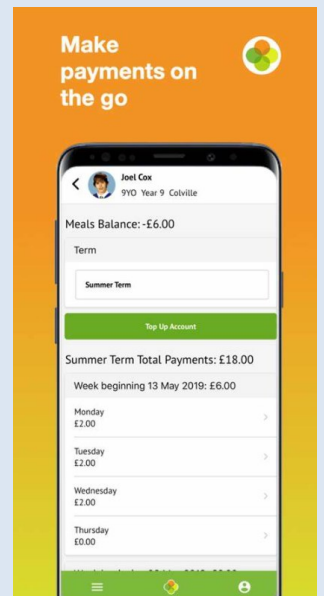 Make
payments on
the go
Joel Cox
9YO Year 9 Colville
Meals Balance: -£6.00
Term
Summer Term
Top Up Account
Summer Term Total Payments: £18.00
Week beginning 13 May 2019: £6.00
Monday
£2.00
Tuesday
£2.00
Wednesday
£2.00
Thursday
£0.00